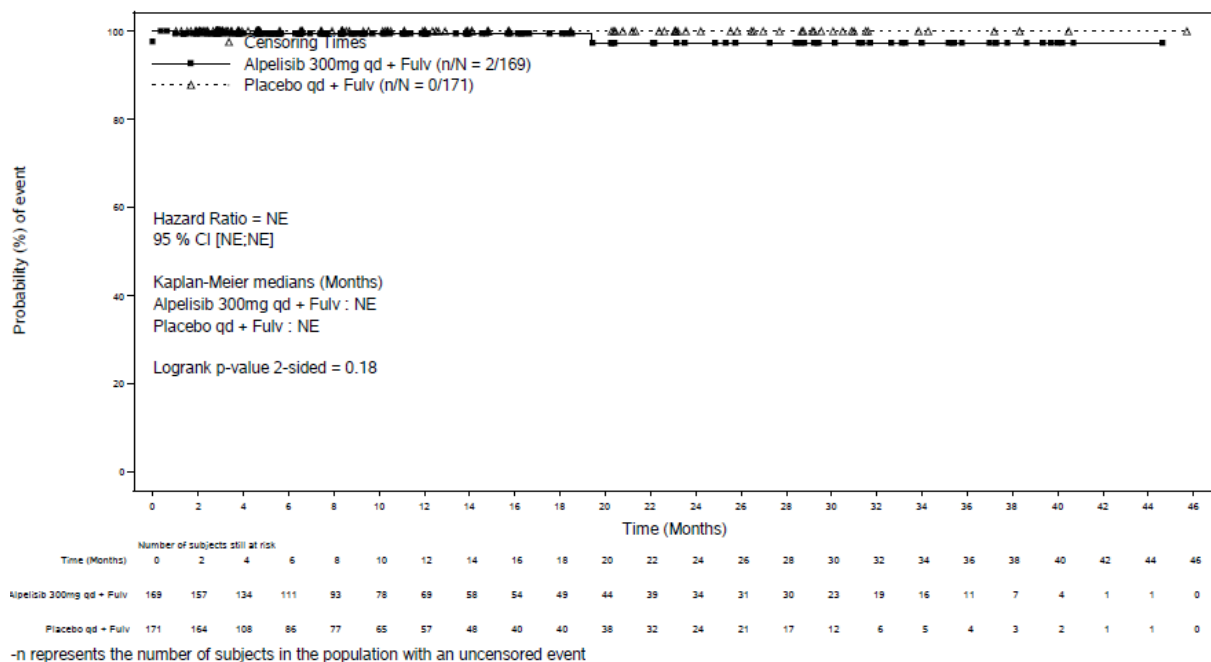 100
Censoring Times
Alpelisib 300mg qd + Fulv (n/N = 2/169)
Placebo qd + Fulv (n/N = 0/171)
80
Probability (%) of event
60
Hazard Ratio = NE
95 % CI [NE;NE]
Kaplan-Meier medians (Months)
40
Alpelisib 300mg qd + Fulv : NE
Placebo qd + Fulv : NE
Logrank p-value 2-sided = 0.18
20
0
0 2 4 6 8 10 12 14 16 18 20 22 24 26 28 30 32 34 36 38 40 42 44 46
Time (Months)
Number of subjects still at risk
Time (Months) 0 2 4 6 8 10 12 14 16 18 20 22 24 26 28 30 32 34 36 38 40 42 44 46
Alpelisib 300mg qd + Fulv 169 157 134 111 93 78 69 58 54 49 44 39 34 31 30 23 19 16 11 7 4 1 1 0
Placebo qd + Fulv 171 164 108 86 77 65 57 48 40 40 38 32 24 21 17 12 6 5 4 3 2 1 1 0
-n represents the number of subjects in the population with an uncensored event